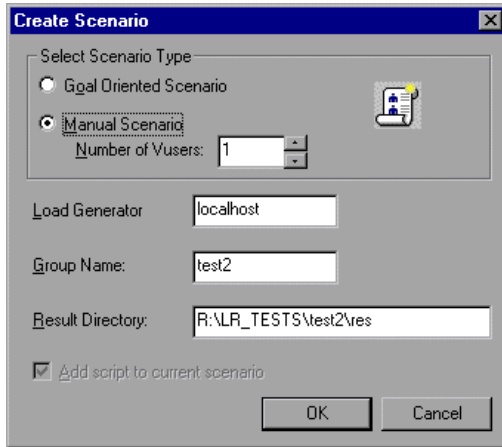 Create Scenario
Select Scenario Type
Goal Oriented Scenario
Manual Scenario
Number of Vusers: 1
Load Generator localhost
Group Name: test2
Result Directory: R:\LR_TESTS\test2\res
Add script to current scenario
OK Cancel